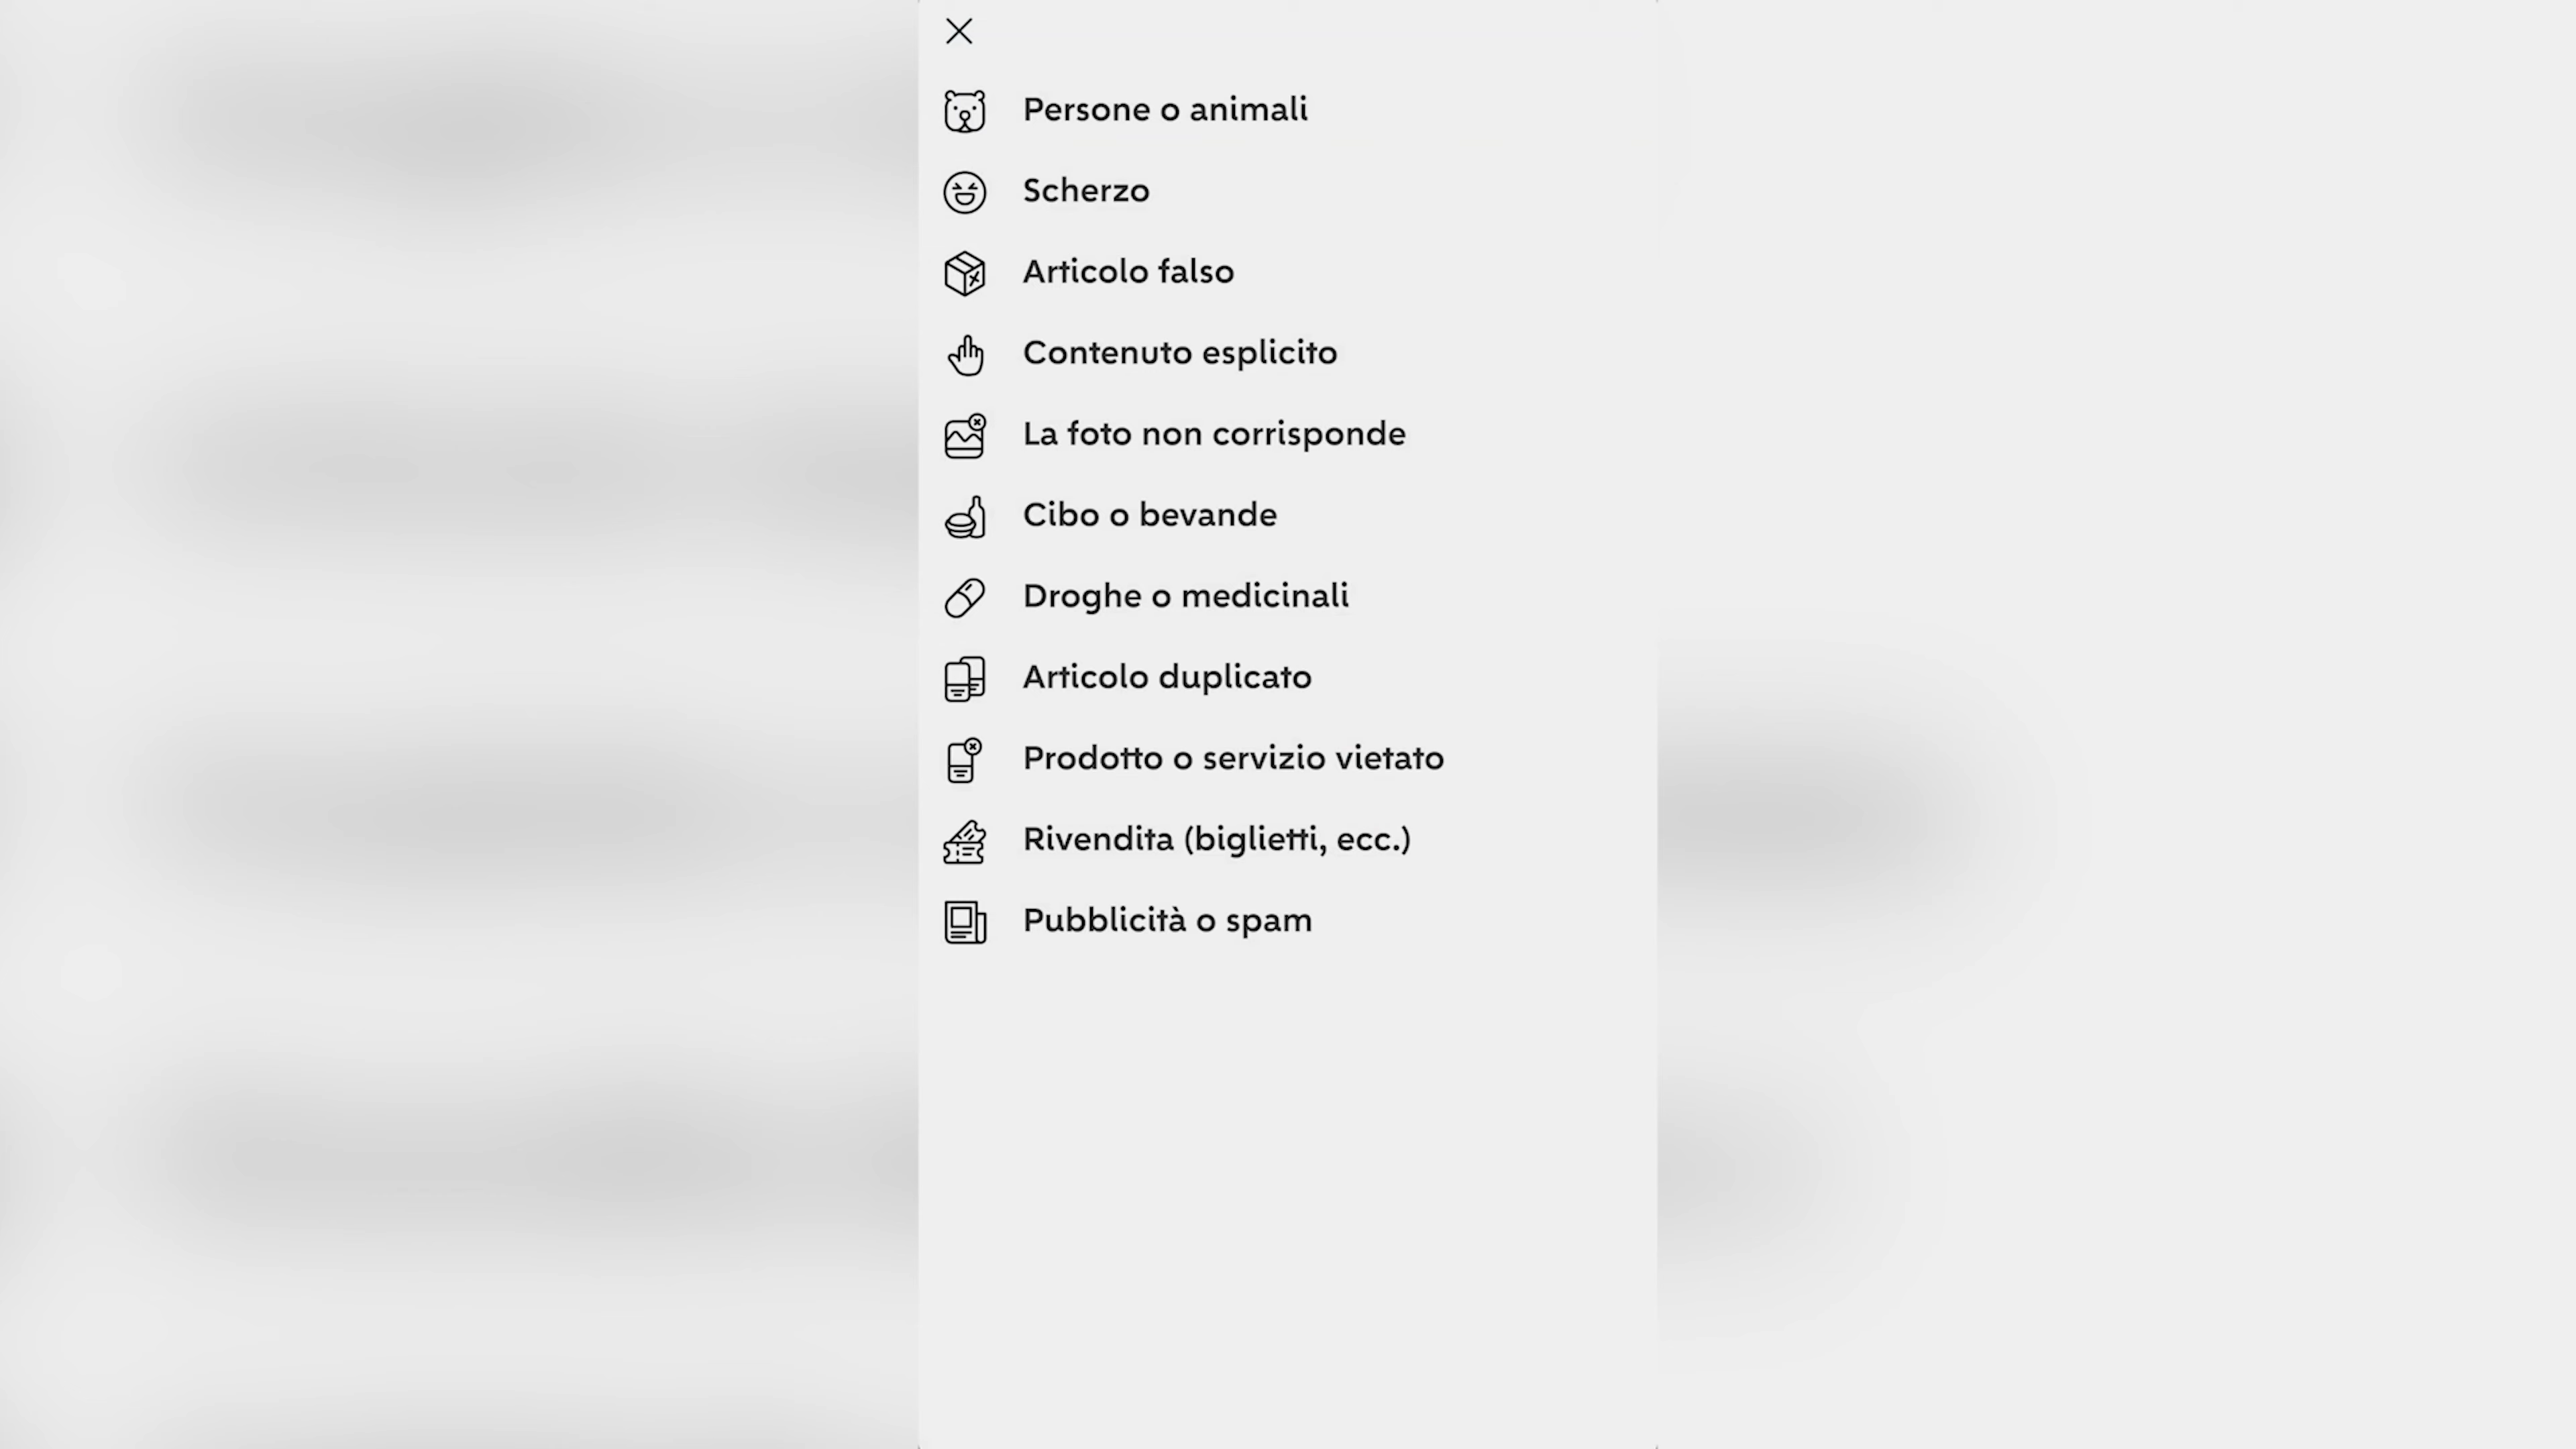 Persone o animali
Scherzo
Articolo falso
Contenuto esplicito
La foto non corrisponde
Cibo o bevande
Droghe o medicinali
Articolo duplicato
Prodotto o servizio vietato
Rivendita (biglietti, ecc.)
Pubblicità o spam